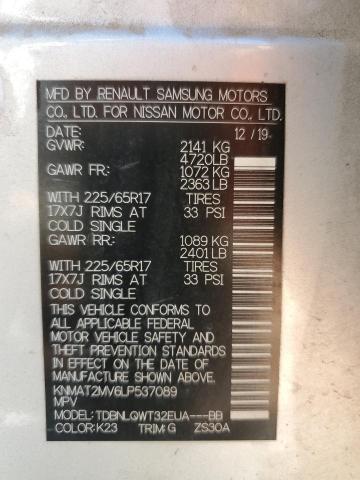 MFD BY RENAULT SAMSUNG MOTORS
CO., LTD. FOR NISSAN MOTOR CO., LTD.
DATE: 12 / 19
GVWR: 2141 KG
4720LB
GAWR FR: 1072 KG
2363 LB
WITH 225/65R17 TIRES
17X7J RIMS AT 33 PSI
COLD SINGLE
GAWR RR: 1089 KG
2401 LB
WITH 225/65R17 TIRES
17X7J RIMS AT 33 PSI
COLD SINGLE
THIS VEHICLE CONFORMS TO
ALL APPLICABLE FEDERAL
MOTOR VEHICLE SAFETY AND
THEFT PREVENTION STANDARDS
IN EFFECT ON THE DATE OF
MANUFACTURE SHOWN ABOVE.
KNMAT2MV6LP537089
MPV
MODEL: TDBNLQWT32EUA---BB
COLOR: K23 TRIM: G ZS30A